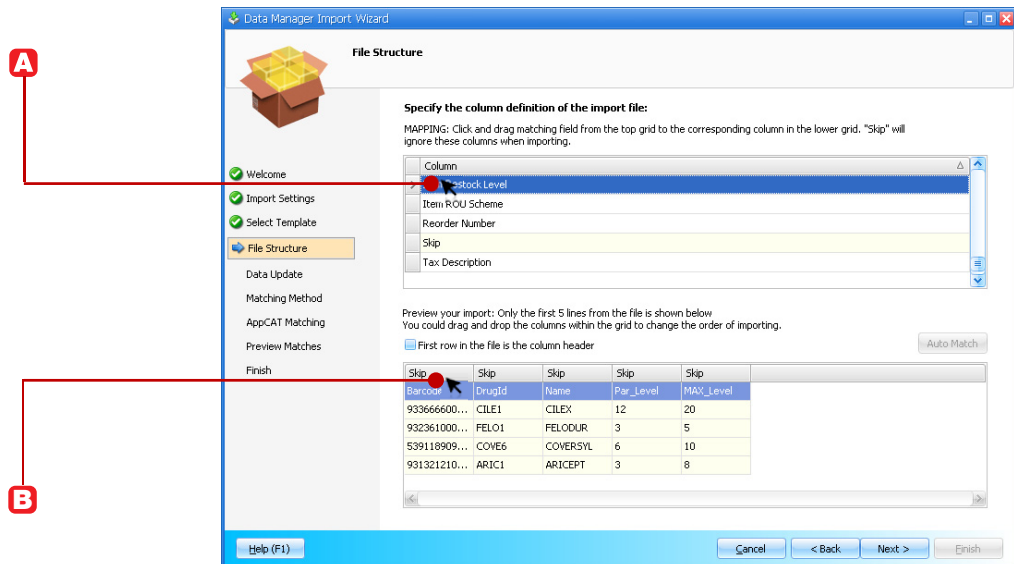 Data Manager Import Wizard
File Structure
A
Specify the column definition of the import file:
MAPPING: Click and drag matching field from the top grid to the corresponding column in the lower grid. "Skip" will
ignore these columns when importing.
Column
Restock Level
Item ROU Scheme
Reorder Number
Skip
Tax Description
Welcome
Import Settings
Select Template
File Structure
Data Update
Matching Method
AppCAT Matching
Preview Matches
Finish
Preview your import: Only the first 5 lines from the file is shown below
You could drag and drop the columns within the grid to change the order of importing.
First row in the file is the column header
Auto Match
B
Skip Skip Skip Skip Skip
Barcode DrugId Name Par_Level MAX_Level
933666600... CILE1 CILEX 12 20
932361000... FELO1 FELODUR 3 5
539118909... COVE6 COVERSYL 6 10
931321210... ARIC1 ARICEPT 3 8
Help (F1)
Cancel
< Back
Next >
Finish